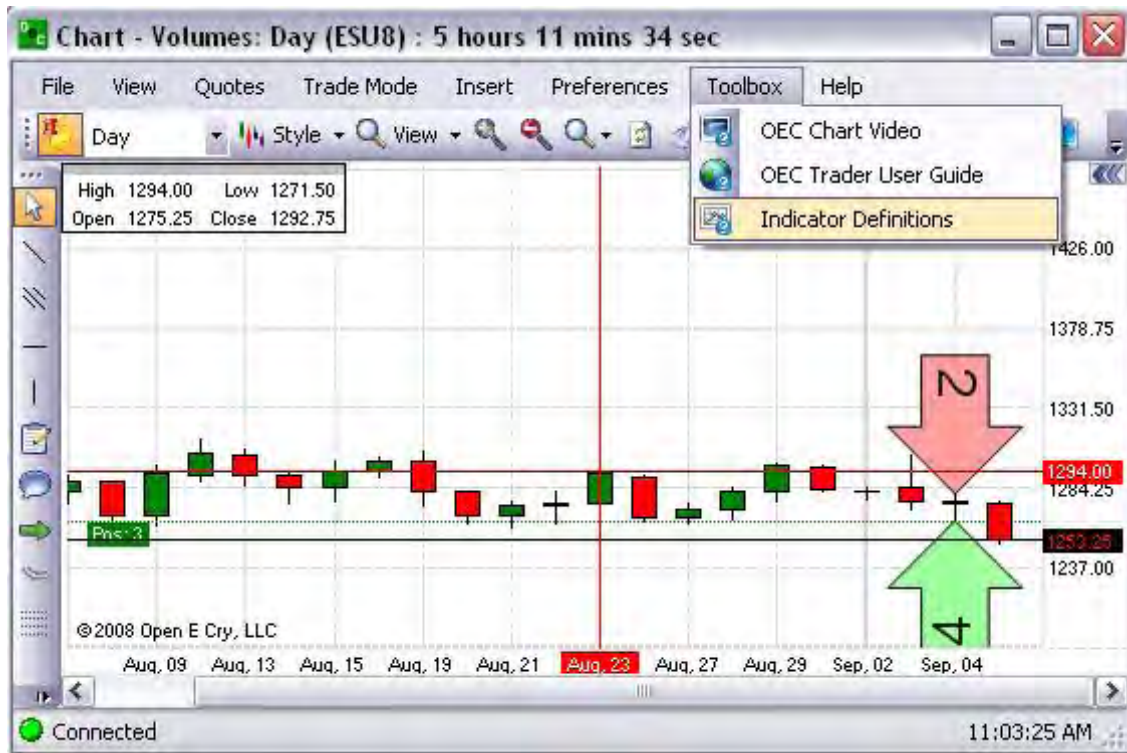 Chart - Volumes: Day (ESU8) : 5 hours 11 mins 34 sec
File View Quotes Trade Mode Insert Preferences Toolbox Help
Day Style View
OEC Chart Video
OEC Trader User Guide
Indicator Definitions
High 1294.00 Low 1271.50
Open 1275.25 Close 1292.75
1426.00
1378.75
1331.50
1294.00
1284.25
1253.25
1237.00
2
4
Pos: 3
©2008 Open E Cry, LLC
Aug, 09 Aug, 13 Aug, 15 Aug, 19 Aug, 21 Aug, 23 Aug, 27 Aug, 29 Sep, 02 Sep, 04
Connected 11:03:25 AM